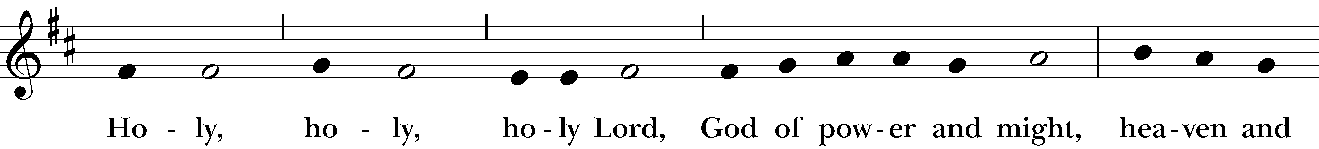 Ho - ly, ho - ly, ho - ly Lord, God of pow - er and might, hea - ven and